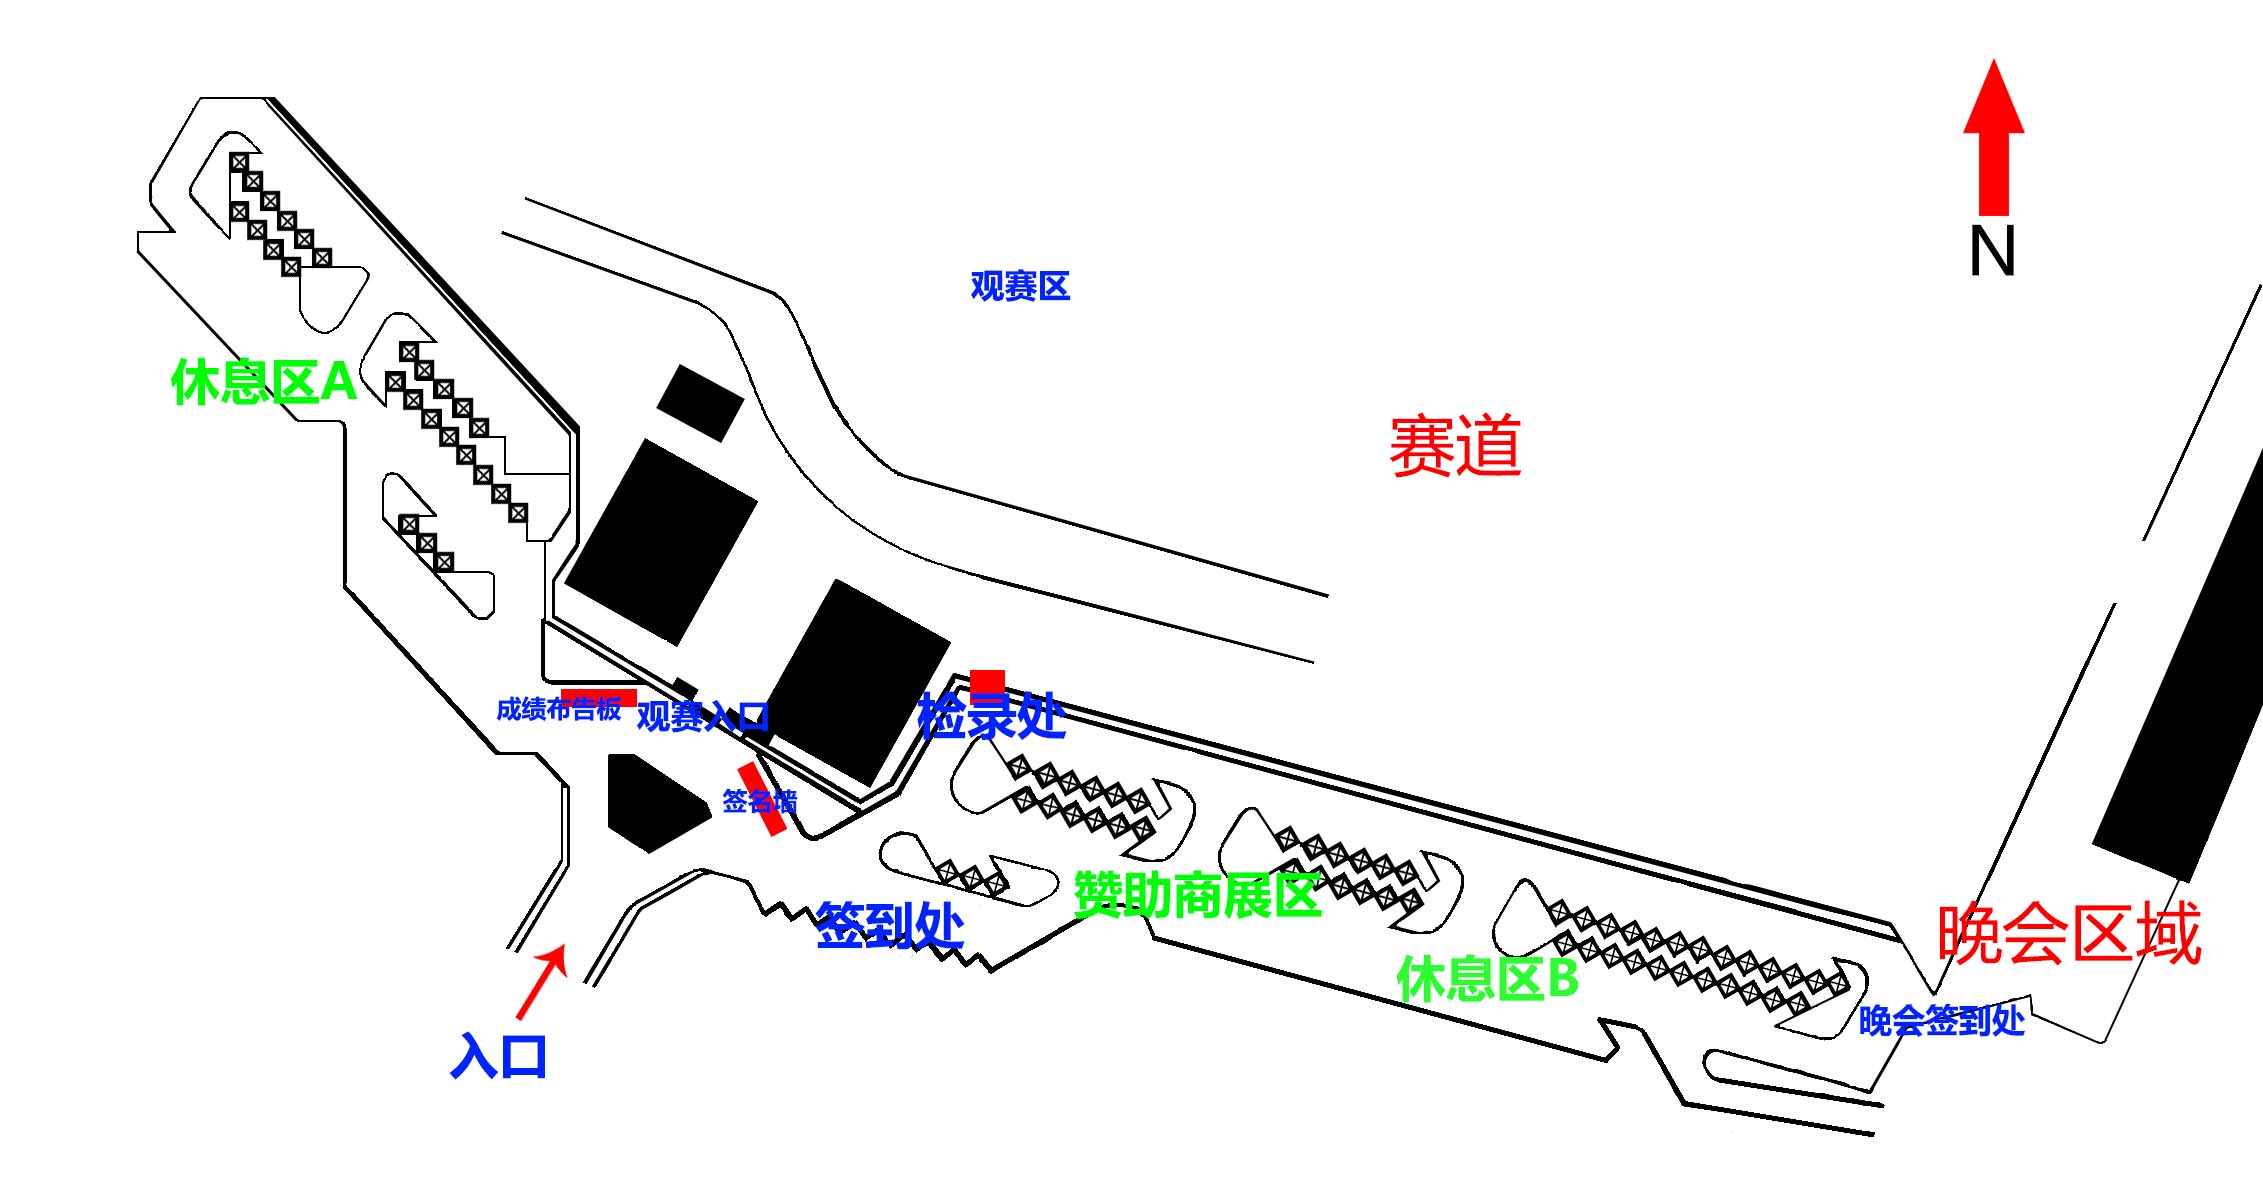 N
观赛区
休息区A
赛道
成绩布告板
观赛入口
检录处
签名墙
赞助商展区
签到处
晚会区域
休息区B
晚会签到处
入口